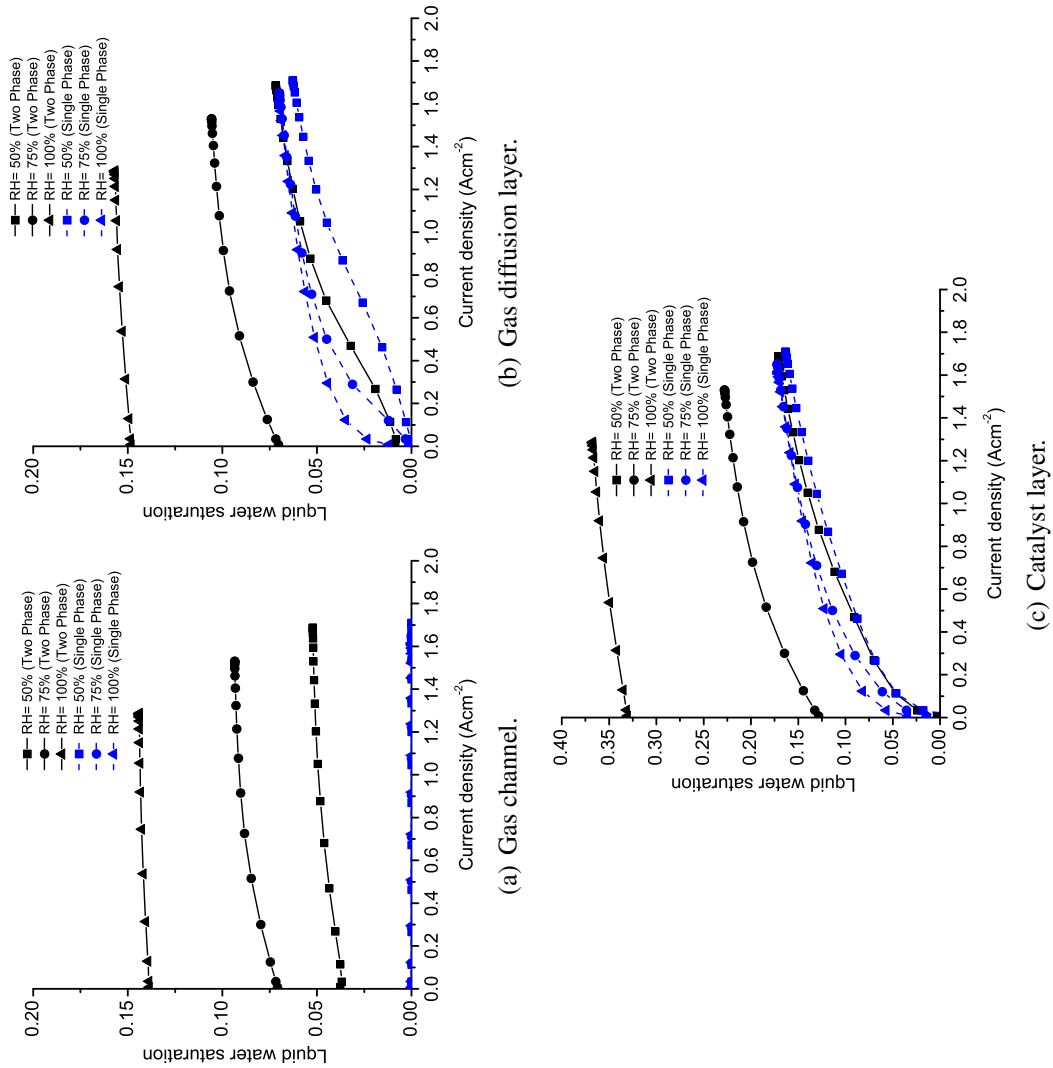 0.20
0.15
0.10
0.05
0.00
Lquid water saturation
0.0 0.2 0.4 0.6 0.8 1.0 1.2 1.4 1.6 1.8 2.0
Current density (Acm-2)
RH= 50% (Two Phase)
RH= 75% (Two Phase)
RH= 100% (Two Phase)
RH= 50% (Single Phase)
RH= 75% (Single Phase)
RH= 100% (Single Phase)
(a) Gas channel.
0.20
0.15
0.10
0.05
0.00
Lquid water saturation
0.0 0.2 0.4 0.6 0.8 1.0 1.2 1.4 1.6 1.8 2.0
Current density (Acm-2)
RH= 50% (Two Phase)
RH= 75% (Two Phase)
RH= 100% (Two Phase)
RH= 50% (Single Phase)
RH= 75% (Single Phase)
RH= 100% (Single Phase)
(b) Gas diffusion layer.
0.40
0.35
0.30
0.25
0.20
0.15
0.10
0.05
0.00
Lquid water saturation
0.0 0.2 0.4 0.6 0.8 1.0 1.2 1.4 1.6 1.8 2.0
Current density (Acm-2)
RH= 50% (Two Phase)
RH= 75% (Two Phase)
RH= 100% (Two Phase)
RH= 50% (Single Phase)
RH= 75% (Single Phase)
RH= 100% (Single Phase)
(c) Catalyst layer.